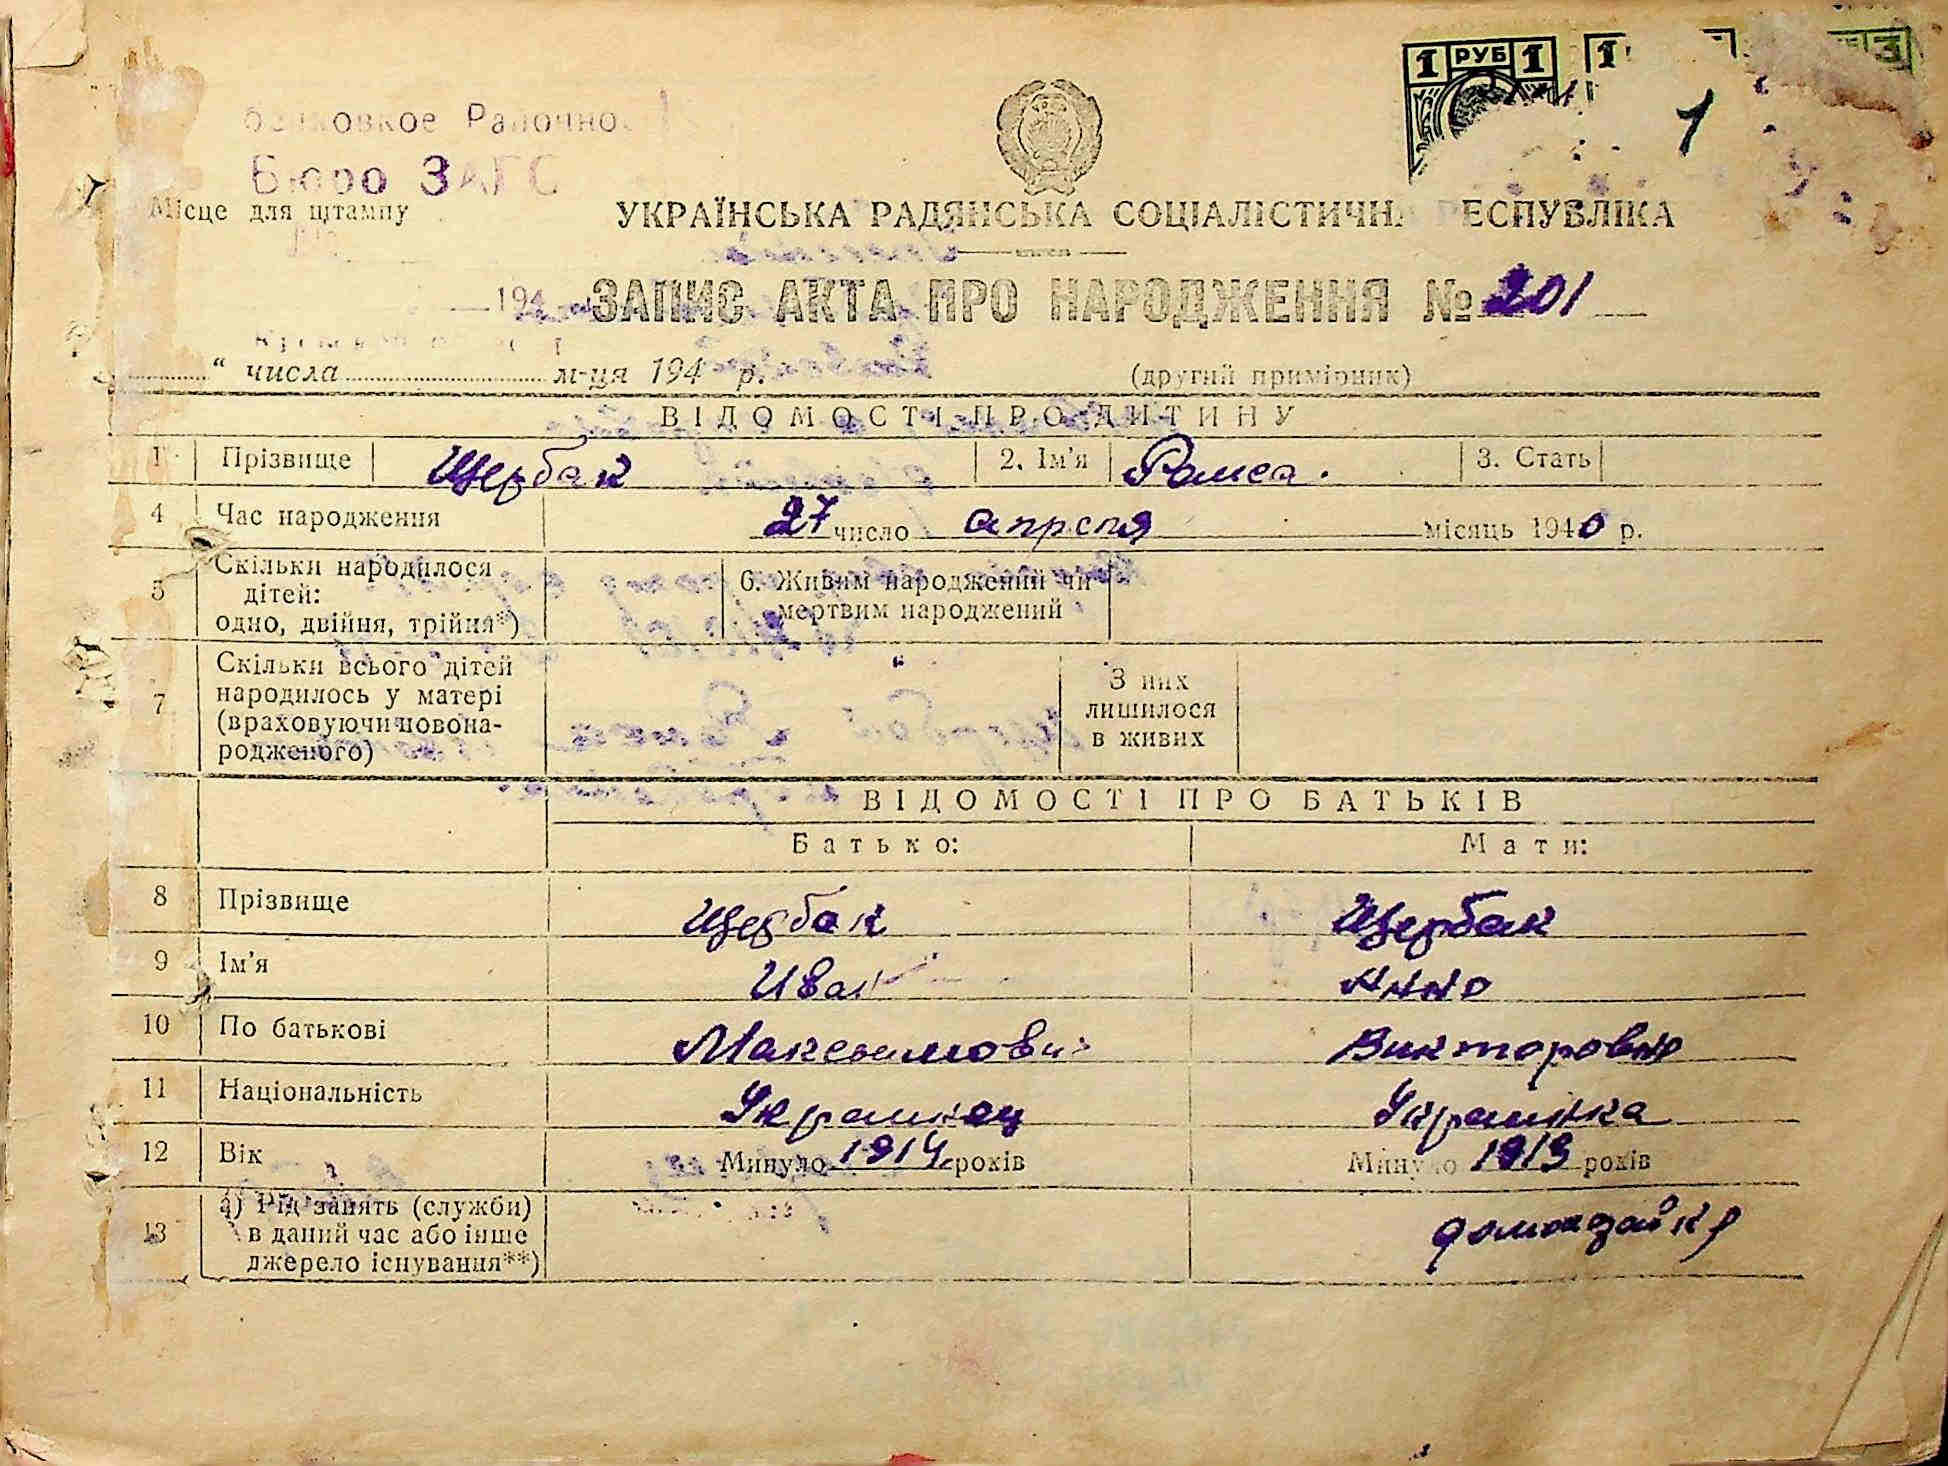 1 РУБ 1 1 3
1
Бюро ЗАГС
Місце для штампу
УКРАЇНСЬКА РАДЯНСЬКА СОЦІАЛІСТИЧНА РЕСПУБЛІКА
194
ЗАПИС АКТА ПРО НАРОДЖЕННЯ № 201
“ числа м-ця 194 р.
(другий примірник)
ВІДОМОСТІ ПРО ДИТИНУ
1 Прізвище Щербак 2. Ім’я Раиса. 3. Стать
4 Час народження 27 число апреля місяць 1940 р.
5 Скільки народилося дітей: одно, двійня, трійня*) 6. Живим народжений чи мертвим народжений
7 Скільки всього дітей народилось у матері (враховуючи новонародженого) З них лишилося в живих
ВІДОМОСТІ ПРО БАТЬКІВ
Батько: Мати:
8 Прізвище Щербак Щербак
9 Ім’я Иван Анна
10 По батькові Максимович Викторовна
11 Національність Украинец Украинка
12 Вік Минуло 1914 років Минуло 1913 років
13 а) Рід занять (служби) в даний час або інше джерело існування**) домохозяйка